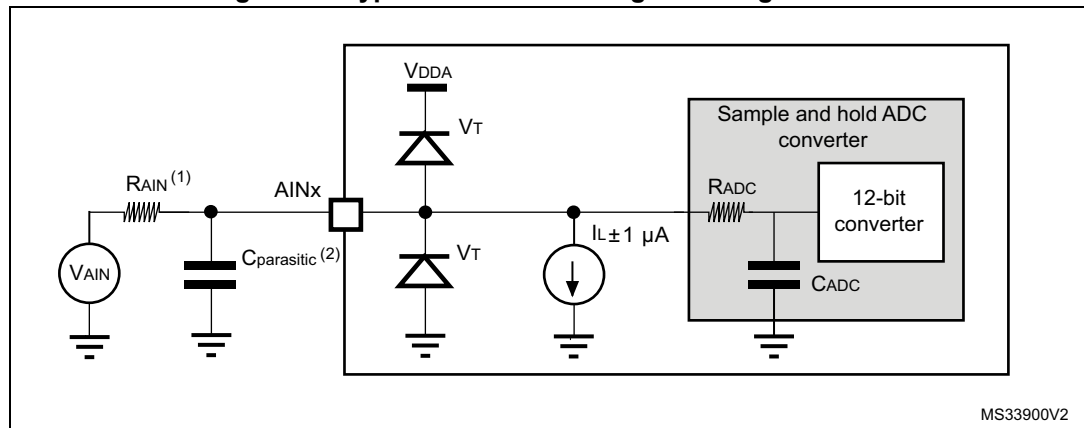 VDDA
Sample and hold ADC
converter
VT
RAIN (1)
AINx
RADC
12-bit
converter
IL±1 µA
Cparasitic (2)
VT
VAIN
CADC
MS33900V2